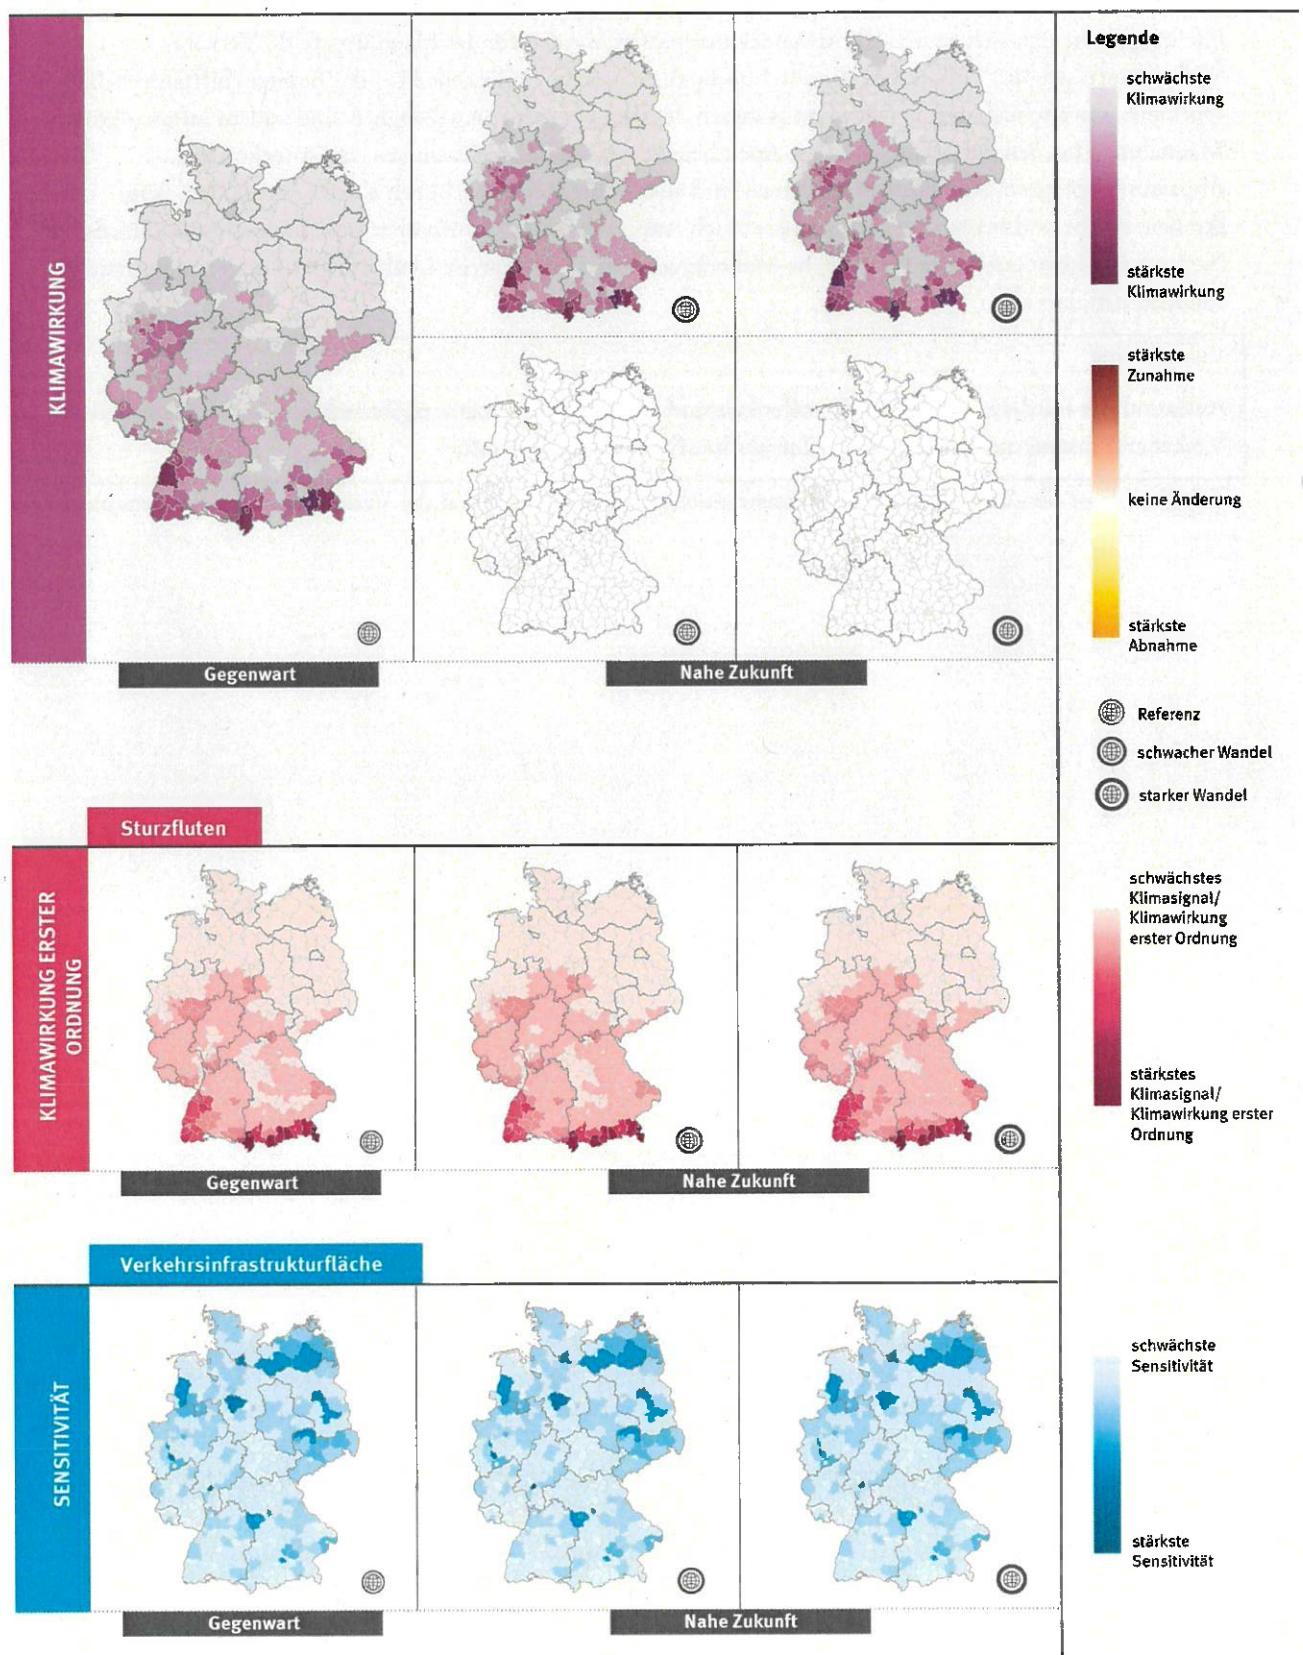 KLIMAWIRKUNG
Gegenwart
Nahe Zukunft
Legende
schwächste
Klimawirkung
stärkste
Klimawirkung
stärkste
Zunahme
keine Änderung
stärkste
Abnahme
Referenz
schwacher Wandel
starker Wandel
Sturzfluten
KLIMAWIRKUNG ERSTER
ORDNUNG
Gegenwart
Nahe Zukunft
schwächstes
Klimasignal/
Klimawirkung
erster Ordnung
stärkstes
Klimasignal/
Klimawirkung erster
Ordnung
Verkehrsinfrastrukturfläche
SENSITIVITÄT
Gegenwart
Nahe Zukunft
schwächste
Sensitivität
stärkste
Sensitivität